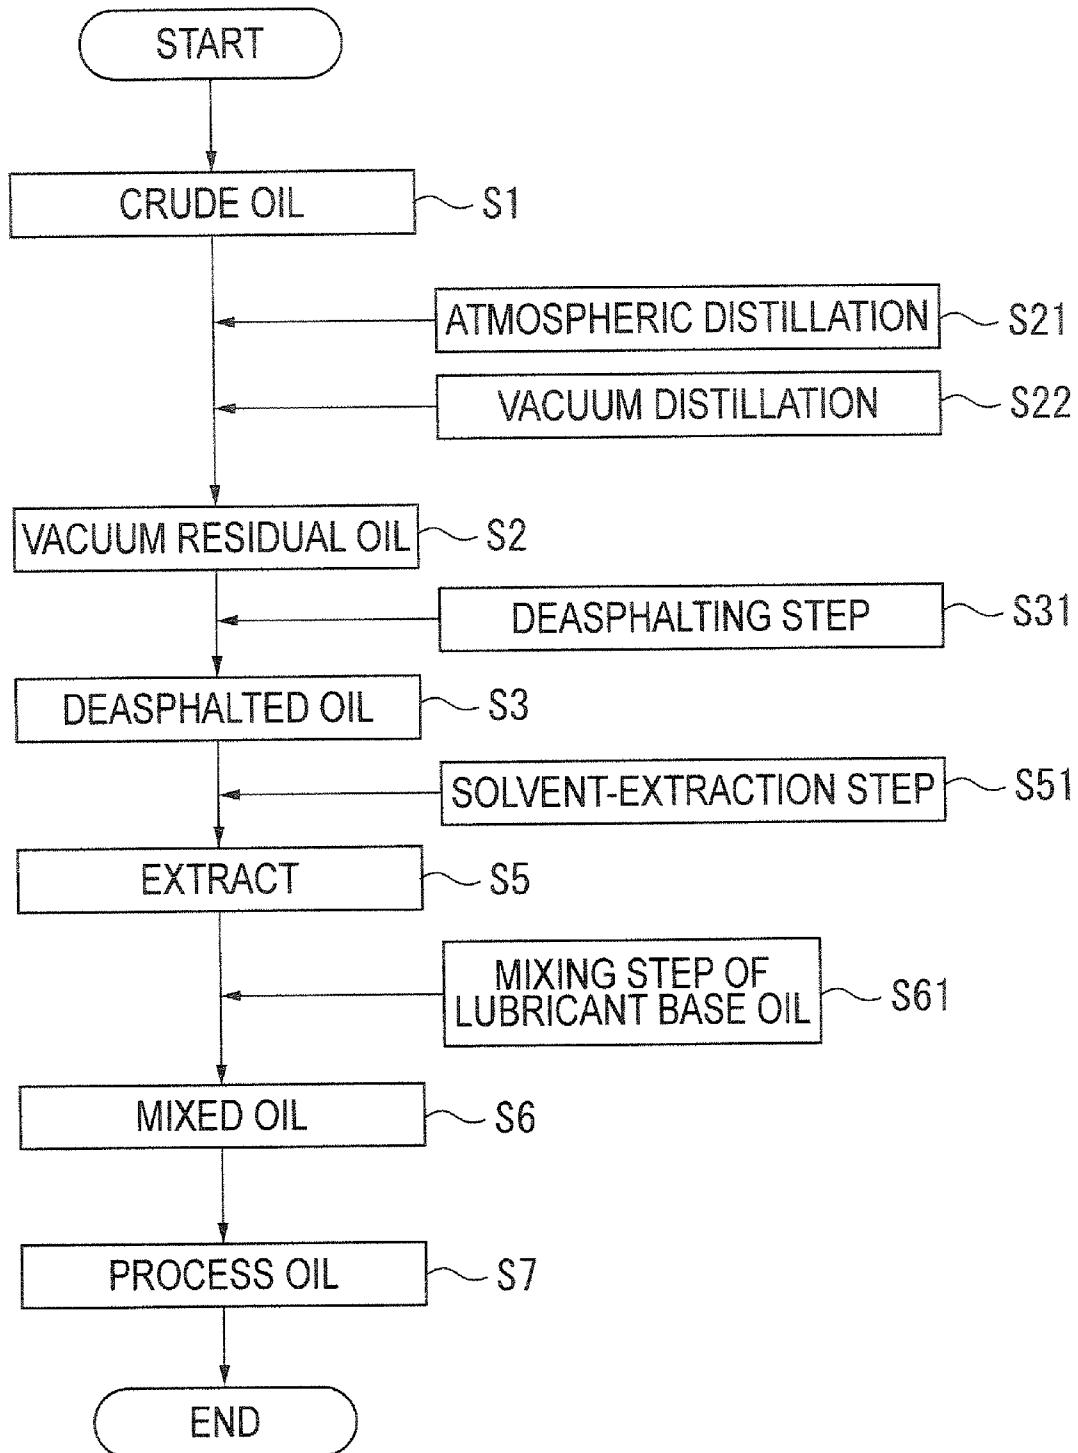 START
CRUDE OIL S1
ATMOSPHERIC DISTILLATION S21
VACUUM DISTILLATION S22
VACUUM RESIDUAL OIL S2
DEASPHALTING STEP S31
DEASPHALTED OIL S3
SOLVENT-EXTRACTION STEP S51
EXTRACT S5
MIXING STEP OF
LUBRICANT BASE OIL S61
MIXED OIL S6
PROCESS OIL S7
END